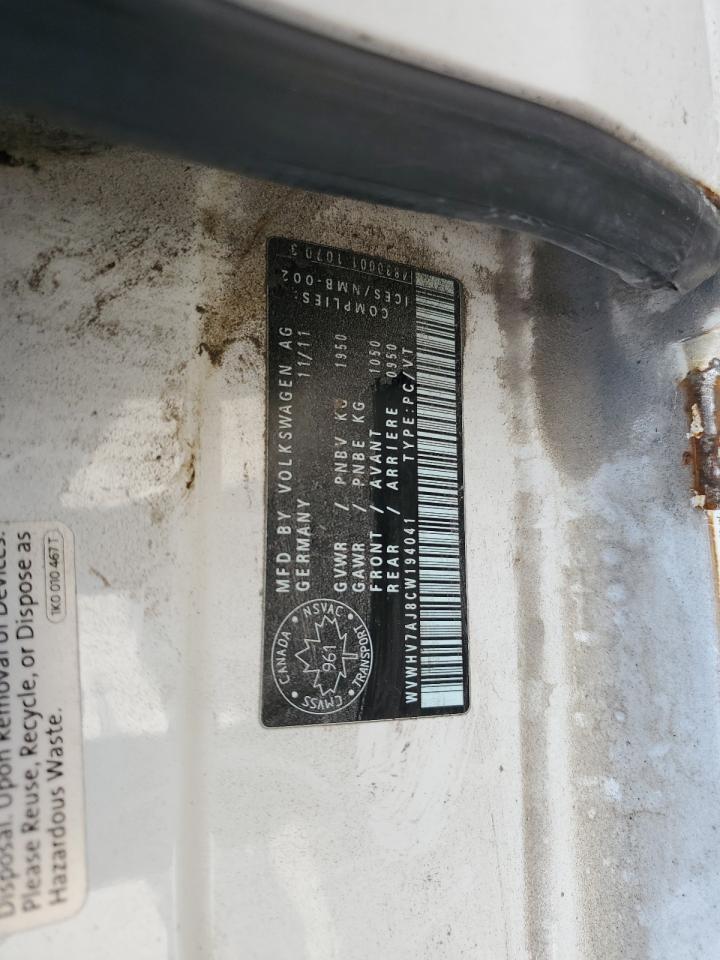 MFD BY VOLKSWAGEN AG
GERMANY 11/11
GVWR / PNBV KG 1950
GAWR / PNBE KG
FRONT / AVANT 1050
REAR / ARRIERE 0950
WVWHV7AJ8CW194041 TYPE:PC/VT
COMPLIES:
ICES/NMB-002
CANADA • NSVAC • TRANSPORT • CMVSS •
961
Disposal. Upon Removal of Devices.
Please Reuse, Recycle, or Dispose as
Hazardous Waste.
1K0 010 467 T